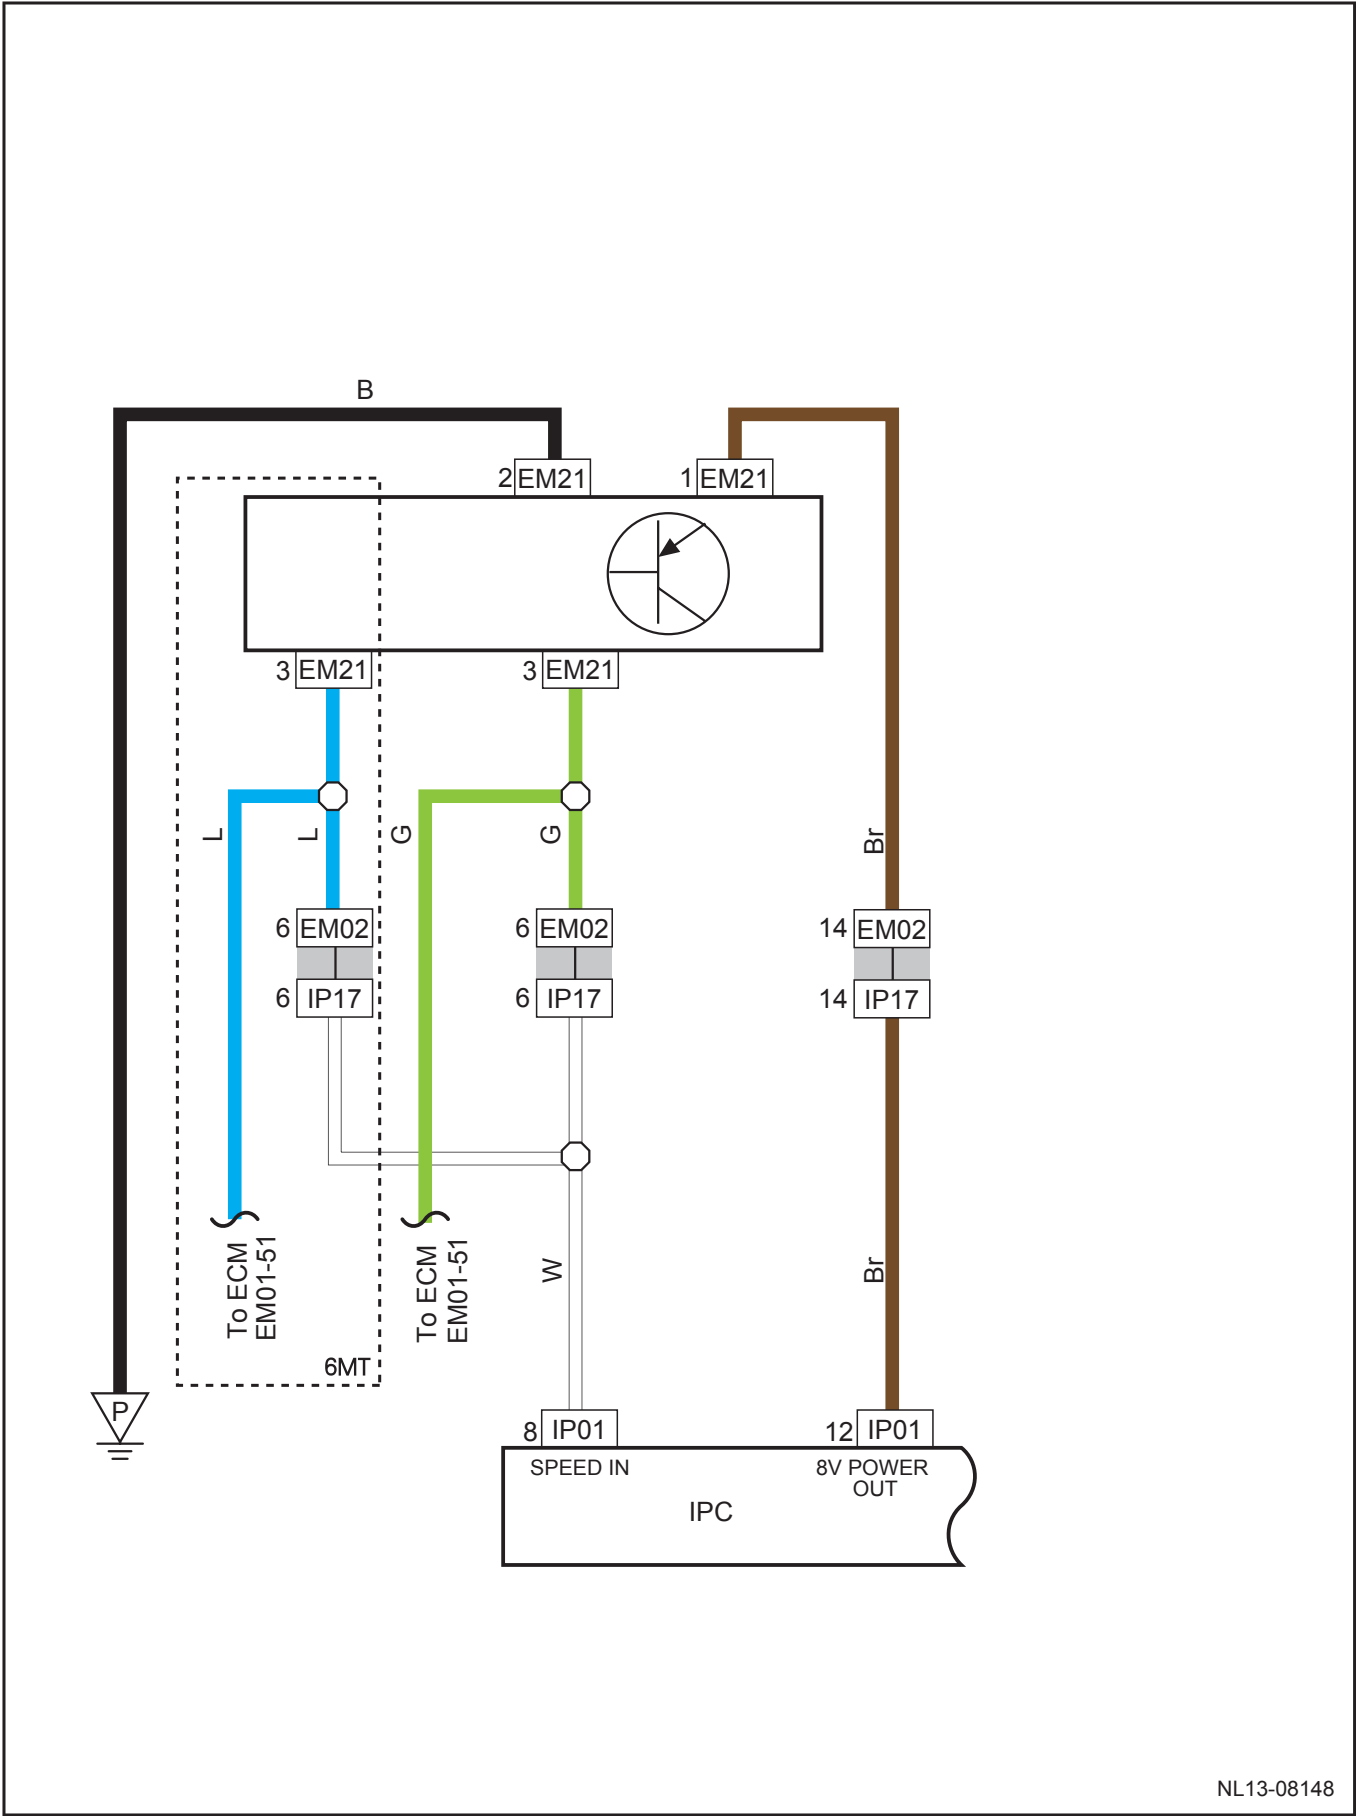 B
2 EM21
1 EM21
3 EM21
3 EM21
L
L
G
G
Br
6 EM02
6 EM02
14 EM02
6 IP17
6 IP17
14 IP17
To ECM
EM01-51
To ECM
EM01-51
W
Br
6MT
P
8 IP01
12 IP01
SPEED IN
8V POWER
OUT
IPC
NL13-08148